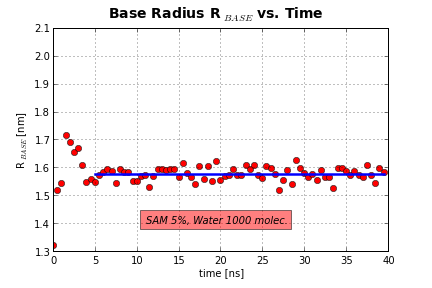 Base Radius R BASE vs. Time
R BASE [nm]
2.1
2.0
1.9
1.8
1.7
1.6
1.5
1.4
1.3
SAM 5%, Water 1000 molec.
0 5 10 15 20 25 30 35 40
time [ns]